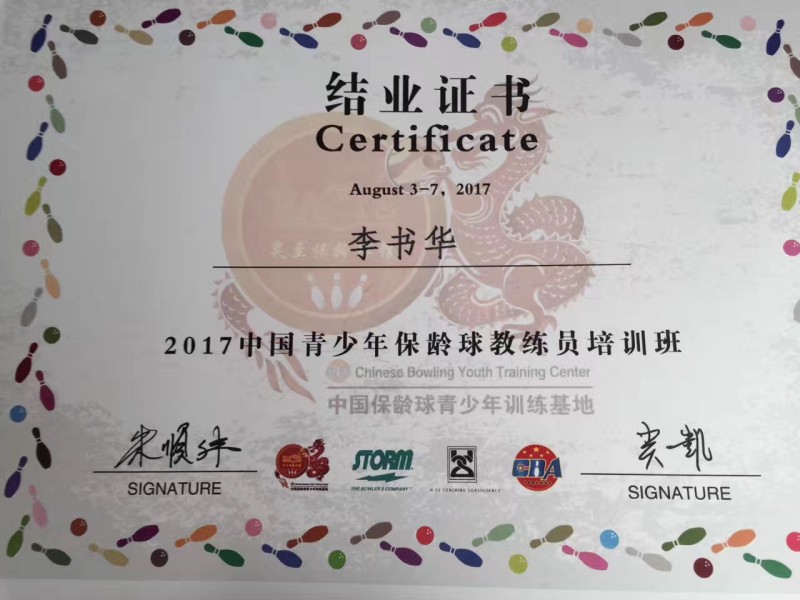 结业证书
Certificate
August 3-7, 2017
李书华
2017中国青少年保龄球教练员培训班
Chinese Bowling Youth Training Center
中国保龄球青少年训练基地
SIGNATURE
STORM
THE BOWLER'S COMPANY
CBA
SIGNATURE